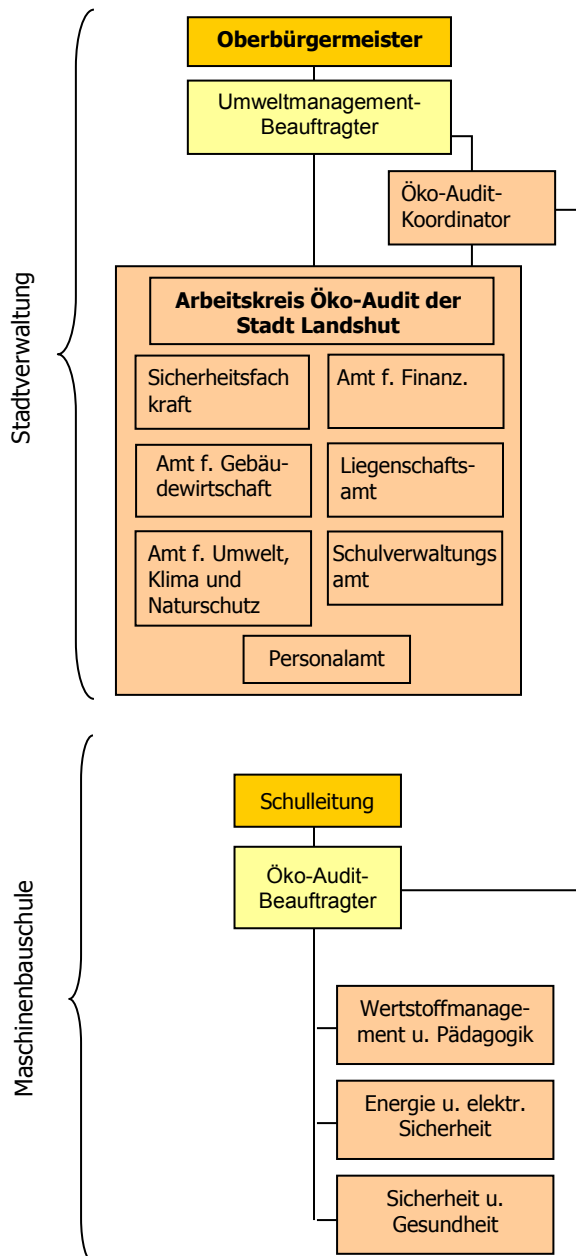 Stadtverwaltung
Oberbürgermeister
Umweltmanagement-
Beauftragter
Öko-Audit-
Koordinator
Arbeitskreis Öko-Audit der
Stadt Landshut
Sicherheitsfach
kraft
Amt f. Finanz.
Amt f. Gebäu-
dewirtschaft
Liegenschafts-
amt
Amt f. Umwelt,
Klima und
Naturschutz
Schulverwaltungs
amt
Personalamt
Maschinenbauschule
Schulleitung
Öko-Audit-
Beauftragter
Wertstoffmanage-
ment u. Pädagogik
Energie u. elektr.
Sicherheit
Sicherheit u.
Gesundheit